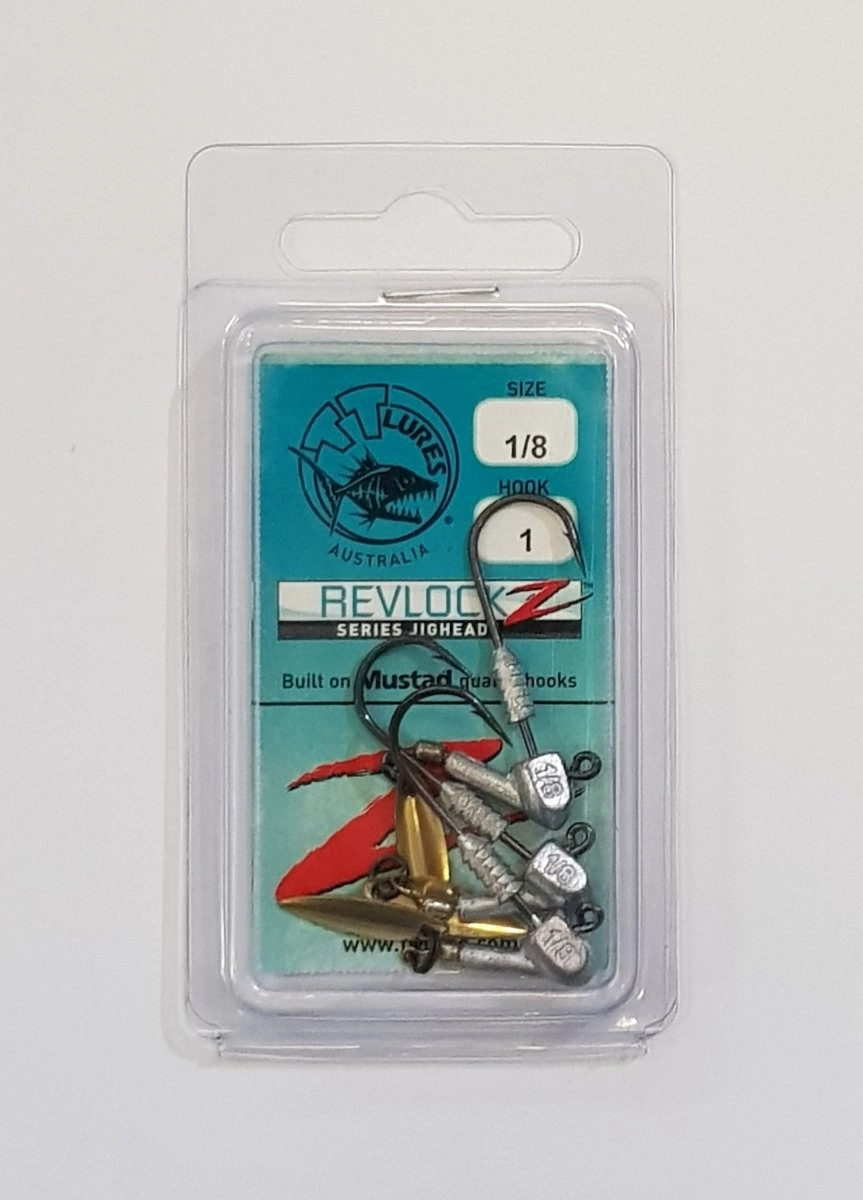 TT LURES
AUSTRALIA
SIZE
1/8
HOOK
1
REVLOCKZ™
SERIES JIGHEAD
Built on Mustad hooks
1/8
1/8
1/8